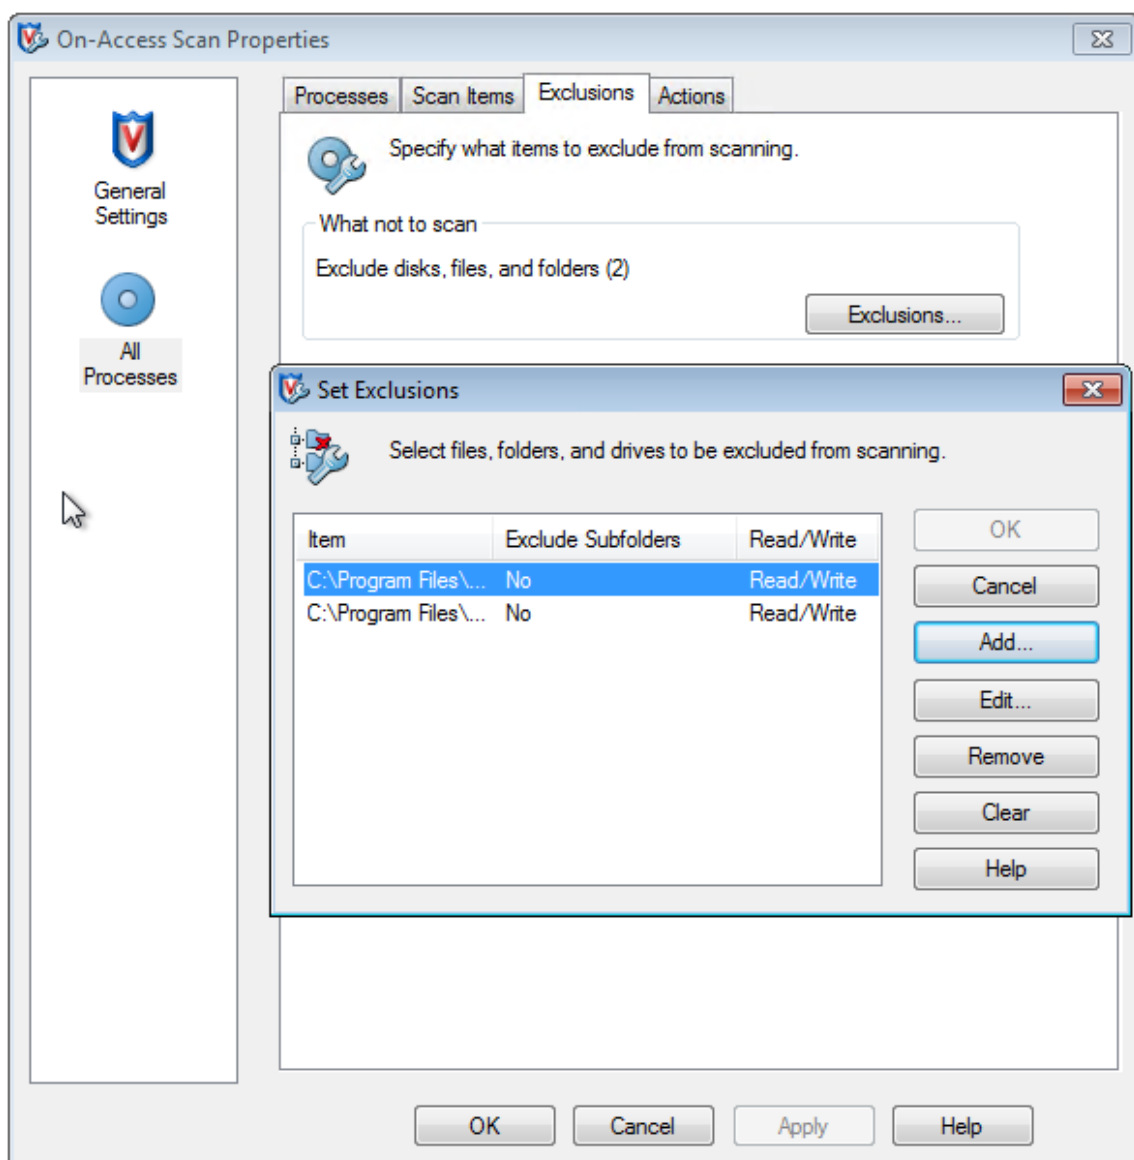 On-Access Scan Properties
General
Settings
All
Processes
Processes
Scan Items
Exclusions
Actions
Specify what items to exclude from scanning.
What not to scan
Exclude disks, files, and folders (2)
Exclusions...
Set Exclusions
Select files, folders, and drives to be excluded from scanning.
Item Exclude Subfolders Read/Write
C:\Program Files\... No Read/Write
C:\Program Files\... No Read/Write
OK
Cancel
Add...
Edit...
Remove
Clear
Help
OK Cancel Apply Help